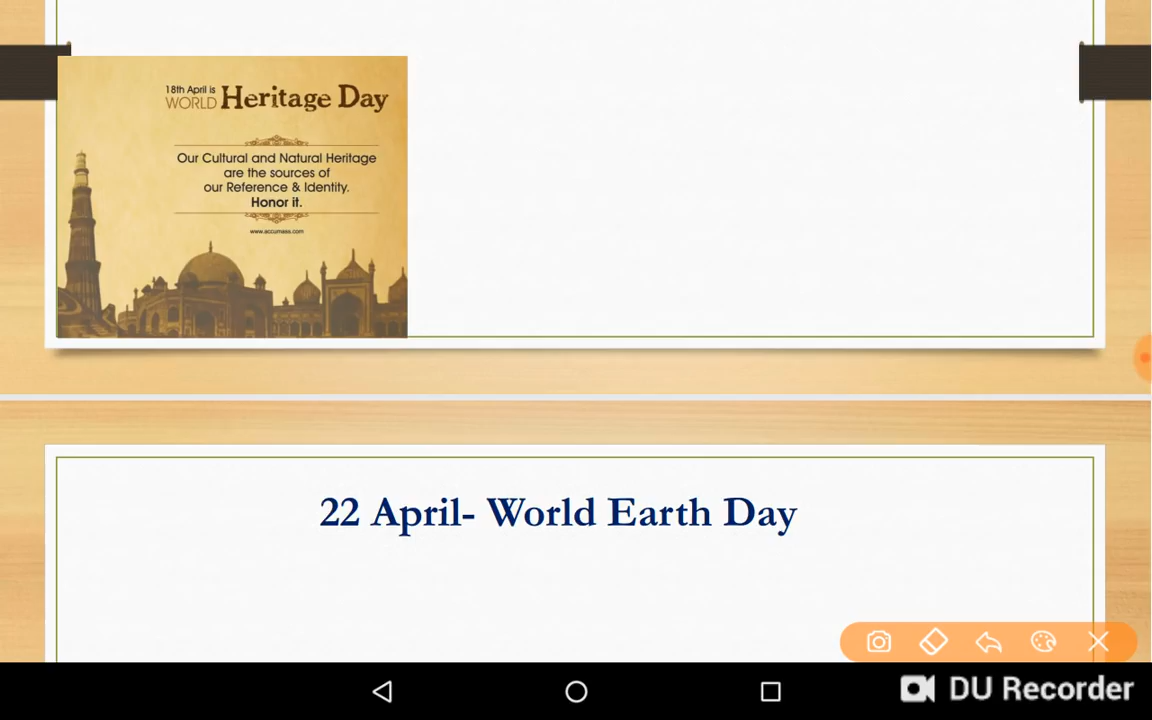 18th April is
WORLD Heritage Day
Our Cultural and Natural Heritage
are the sources of
our Reference & Identity.
Honor it.
www.accumass.com
22 April- World Earth Day
DU Recorder